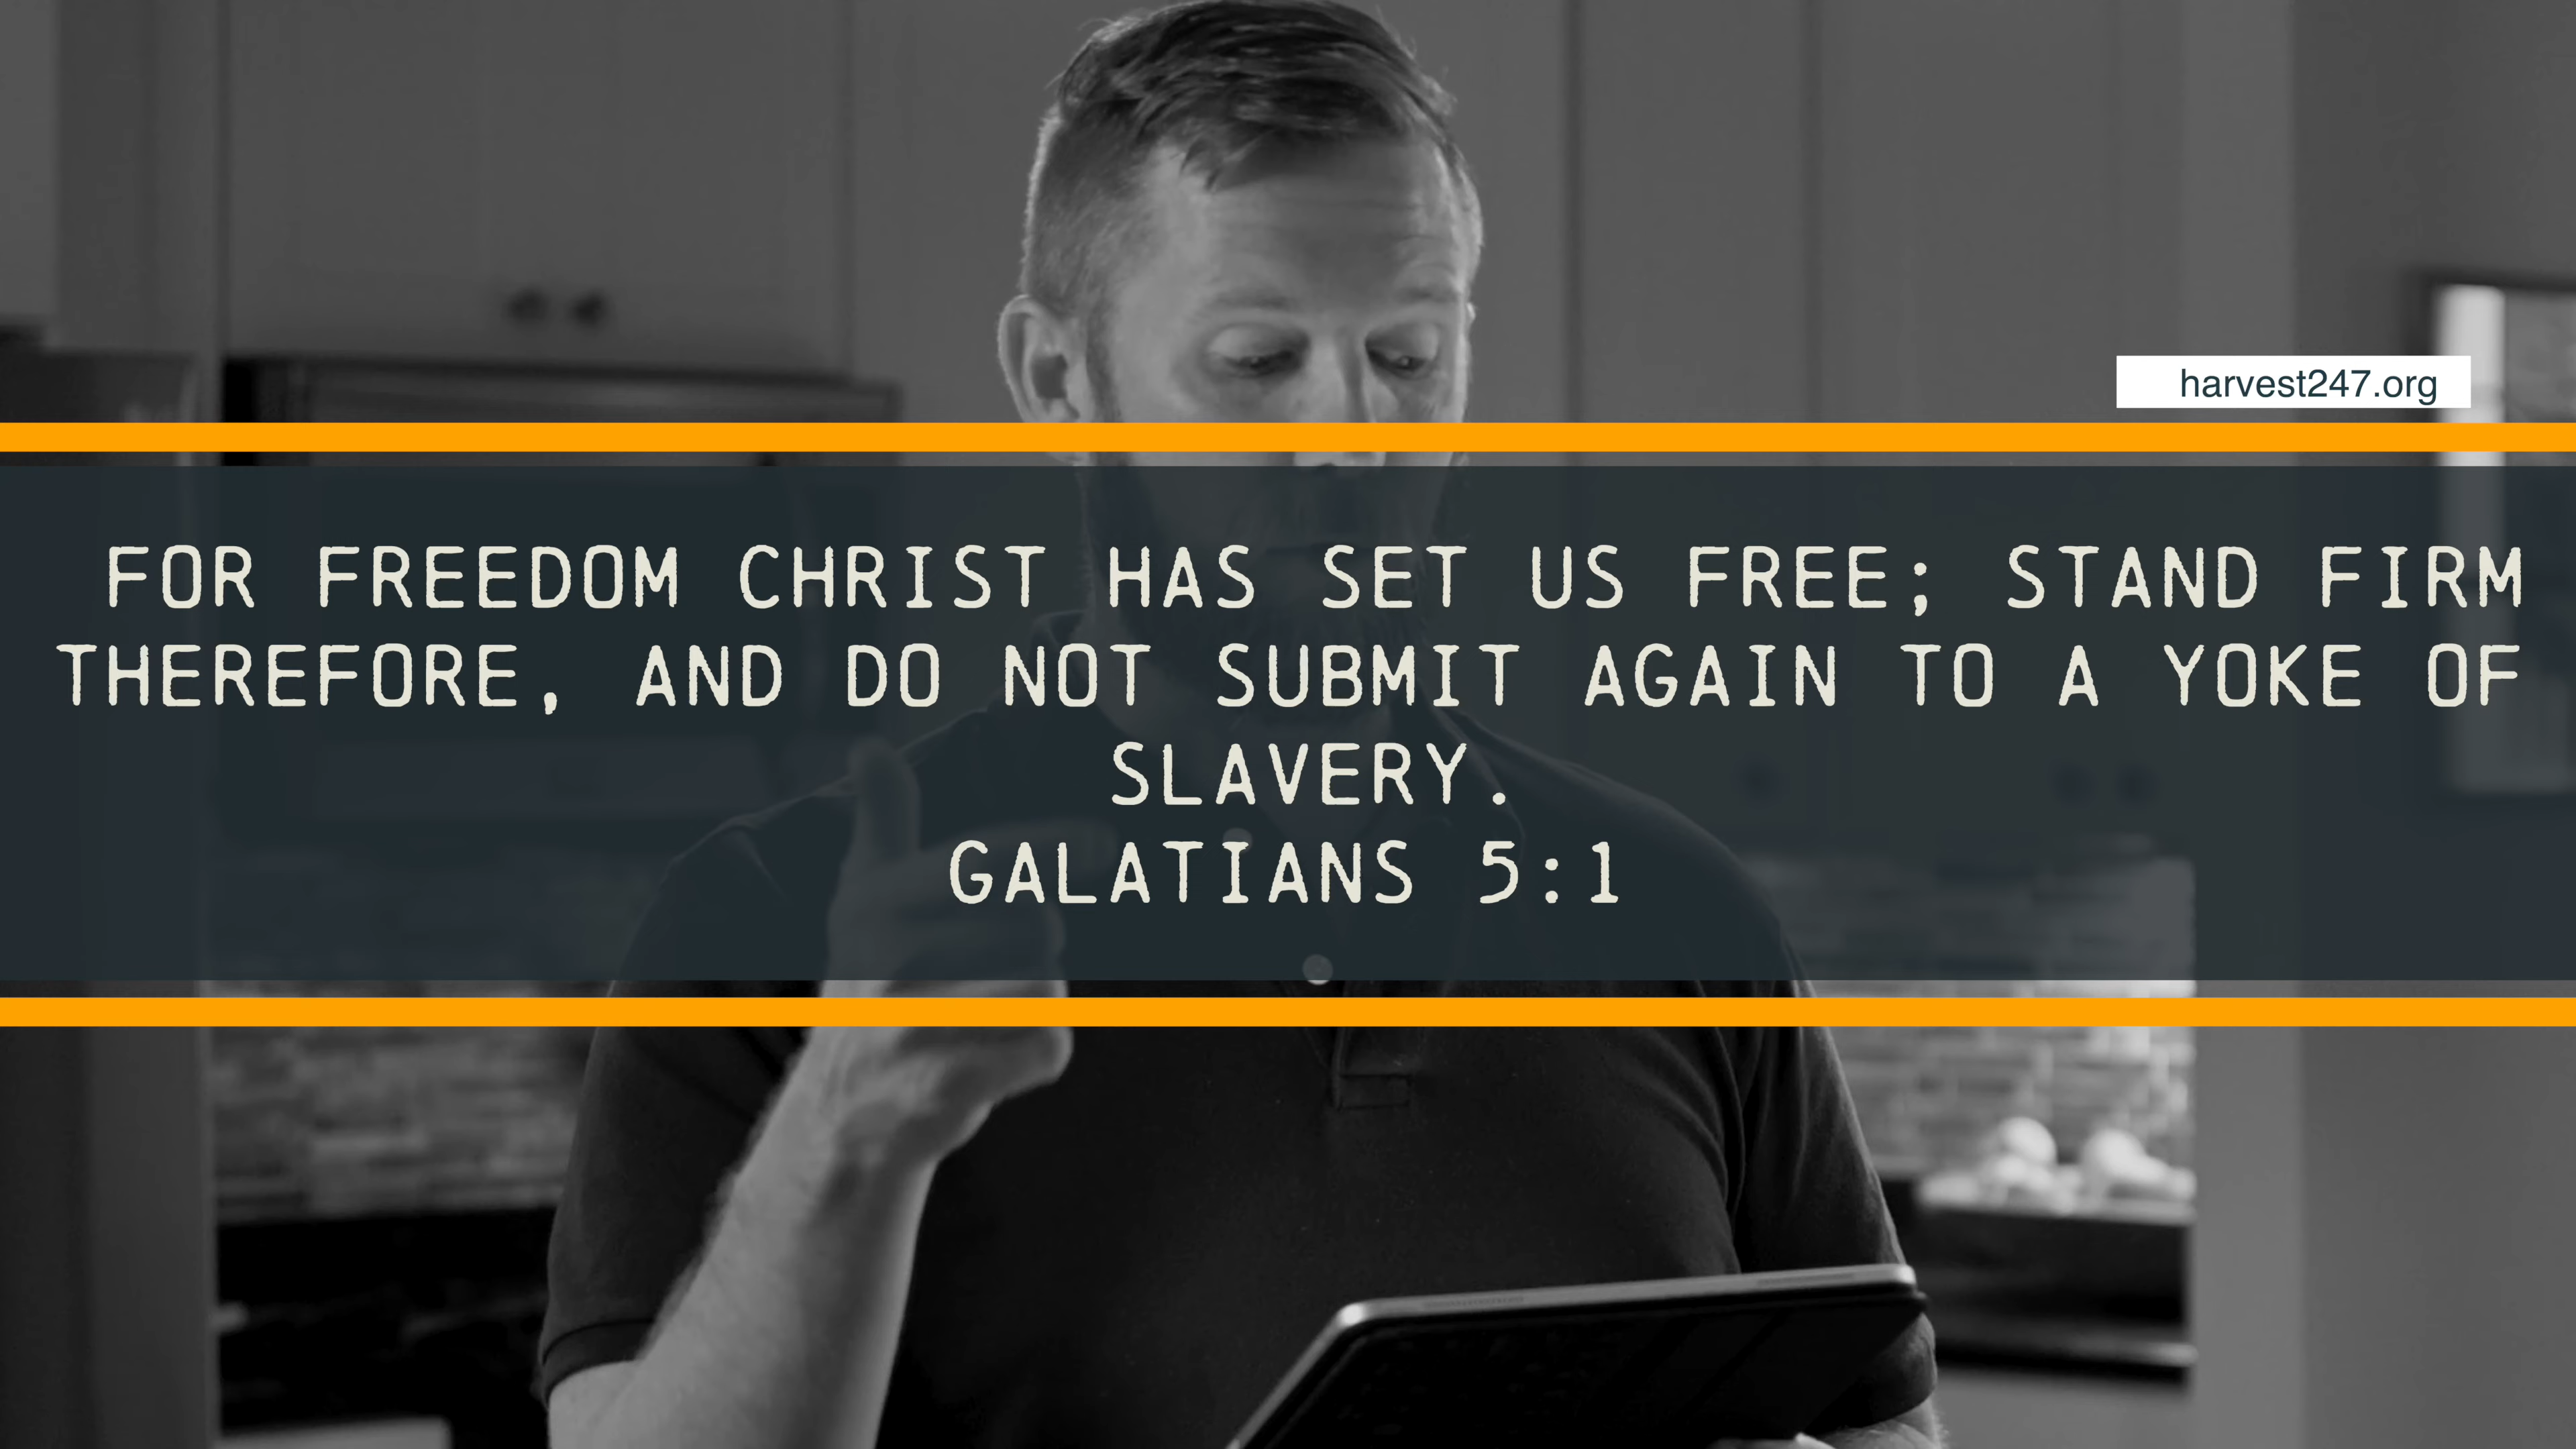 harvest247.org
FOR FREEDOM CHRIST HAS SET US FREE; STAND FIRM
THEREFORE, AND DO NOT SUBMIT AGAIN TO A YOKE OF
SLAVERY.
GALATIANS 5:1